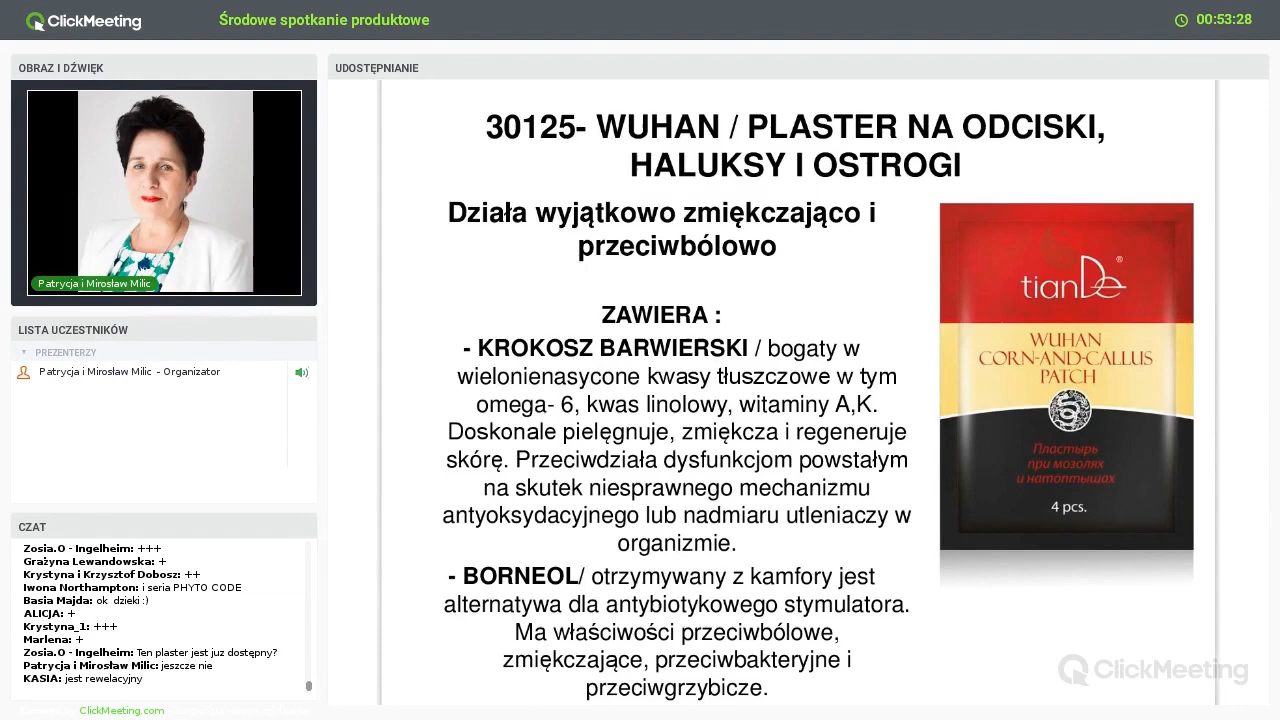 ClickMeeting
Środowe spotkanie produktowe
00:53:28
OBRAZ I DŹWIĘK
Patrycja i Mirosław Milic
LISTA UCZESTNIKÓW
PREZENTERZY
Patrycja i Mirosław Milic - Organizator
CZAT
Zosia.O - Ingelheim: +++
Grażyna Lewandowska: +
Krystyna i Krzysztof Dobosz: ++
Iwona Northampton: i seria PHYTO CODE
Basia Majda: ok dzieki :)
ALICJA: +
Krystyna_1: +++
Marlena: +
Zosia.O - Ingelheim: Ten plaster jest juz dostępny?
Patrycja i Mirosław Milic: jeszcze nie
KASIA: jest rewelacyjny
ClickMeeting.com
UDOSTĘPNIANIE
30125- WUHAN / PLASTER NA ODCISKI,
HALUKSY I OSTROGI
Działa wyjątkowo zmiękczająco i
przeciwbólowo
ZAWIERA :
- KROKOSZ BARWIERSKI / bogaty w
wielonienasycone kwasy tłuszczowe w tym
omega- 6, kwas linolowy, witaminy A,K.
Doskonale pielęgnuje, zmiękcza i regeneruje
skórę. Przeciwdziała dysfunkcjom powstałym
na skutek niesprawnego mechanizmu
antyoksydacyjnego lub nadmiaru utleniaczy w
organizmie.
- BORNEOL/ otrzymywany z kamfory jest
alternatywa dla antybiotykowego stymulatora.
Ma właściwości przeciwbólowe,
zmiękczające, przeciwbakteryjne i
przeciwgrzybicze.
tianDe®
WUHAN
CORN-AND-CALLUS
PATCH
Пластырь
при мозолях
и натоптышах
4 pcs.
ClickMeeting